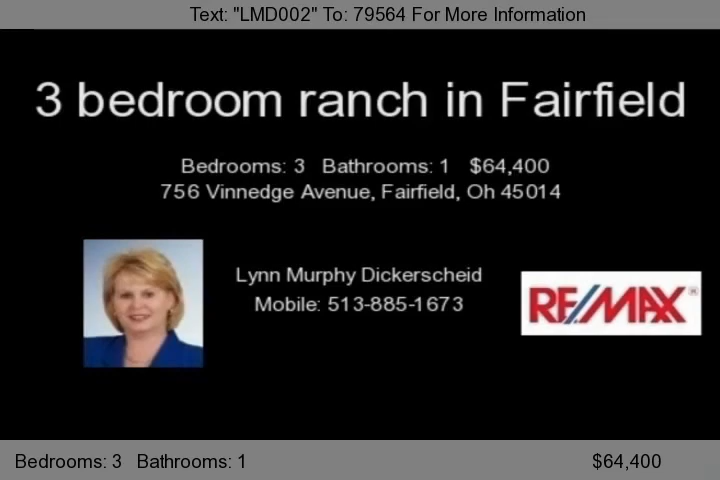 Text: "LMD002" To: 79564 For More Information
3 bedroom ranch in Fairfield
Bedrooms: 3 Bathrooms: 1 $64,400
756 Vinnedge Avenue, Fairfield, Oh 45014
Lynn Murphy Dickerscheid
Mobile: 513-885-1673
RE/MAX®
Bedrooms: 3 Bathrooms: 1 $64,400